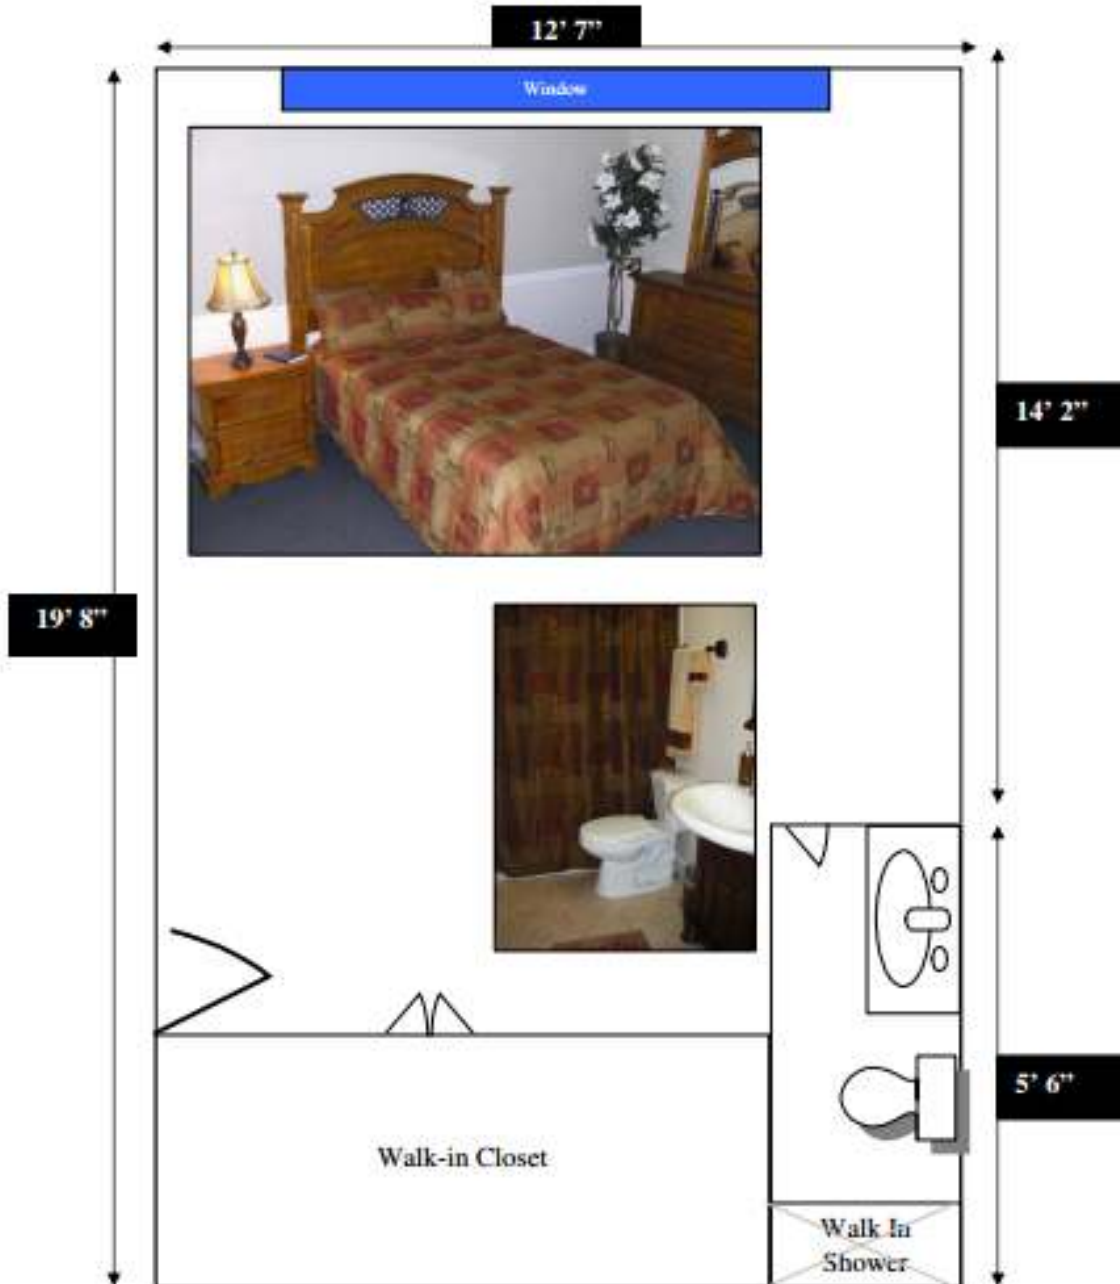 12’ 7”
Window
14’ 2”
19’ 8”
5’ 6”
Walk-in Closet
Walk In
Shower